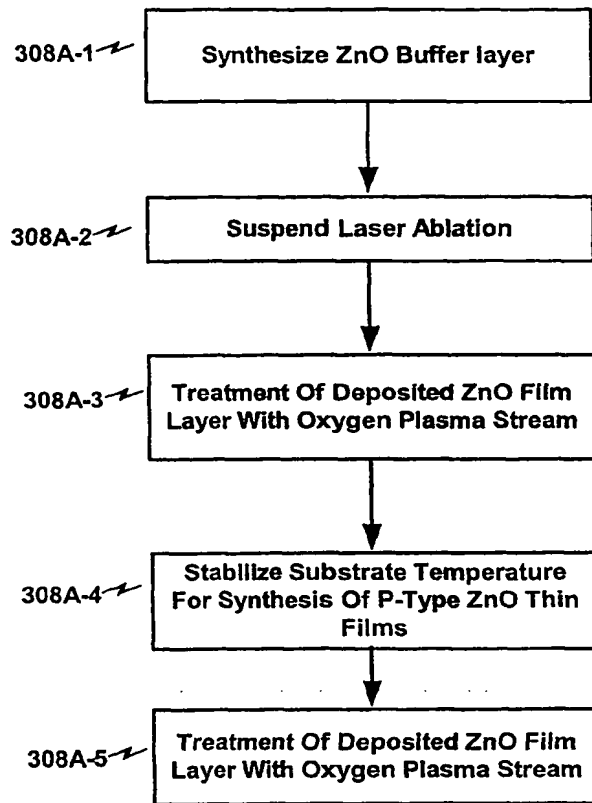 308A-1
Synthesize ZnO Buffer layer
308A-2
Suspend Laser Ablation
308A-3
Treatment Of Deposited ZnO Film
Layer With Oxygen Plasma Stream
308A-4
Stabilize Substrate Temperature
For Synthesis Of P-Type ZnO Thin
Films
308A-5
Treatment Of Deposited ZnO Film
Layer With Oxygen Plasma Stream